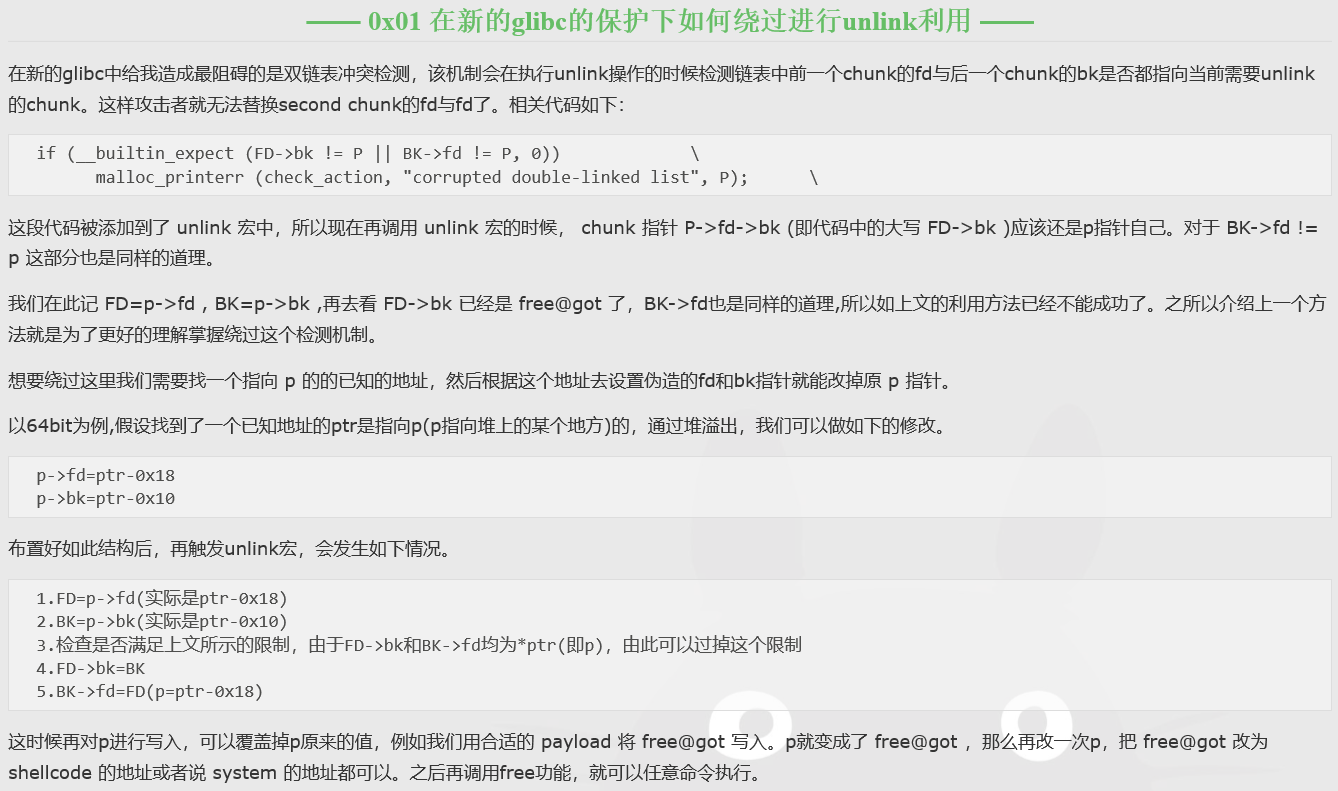 —— 0x01 在新的glibc的保护下如何绕过进行unlink利用 ——
在新的glibc中给我造成最阻碍的是双链表冲突检测，该机制会在执行unlink操作的时候检测链表中前一个chunk的fd与后一个chunk的bk是否都指向当前需要unlink
的chunk。这样攻击者就无法替换second chunk的fd与fd了。相关代码如下：
if (__builtin_expect (FD->bk != P || BK->fd != P, 0)) \
malloc_printerr (check_action, "corrupted double-linked list", P); \
这段代码被添加到了 unlink 宏中，所以现在再调用 unlink 宏的时候， chunk 指针 P->fd->bk (即代码中的大写 FD->bk )应该还是p指针自己。对于 BK->fd !=
p 这部分也是同样的道理。
我们在此记 FD=p->fd , BK=p->bk ,再去看 FD->bk 已经是 free@got 了，BK->fd也是同样的道理,所以如上文的利用方法已经不能成功了。之所以介绍上一个方
法就是为了更好的理解掌握绕过这个检测机制。
想要绕过这里我们需要找一个指向 p 的的已知的地址，然后根据这个地址去设置伪造的fd和bk指针就能改掉原 p 指针。
以64bit为例,假设找到了一个已知地址的ptr是指向p(p指向堆上的某个地方)的，通过堆溢出，我们可以做如下的修改。
p->fd=ptr-0x18
p->bk=ptr-0x10
布置好如此结构后，再触发unlink宏，会发生如下情况。
1.FD=p->fd(实际是ptr-0x18)
2.BK=p->bk(实际是ptr-0x10)
3.检查是否满足上文所示的限制，由于FD->bk和BK->fd均为*ptr(即p)，由此可以过掉这个限制
4.FD->bk=BK
5.BK->fd=FD(p=ptr-0x18)
这时候再对p进行写入，可以覆盖掉p原来的值，例如我们用合适的 payload 将 free@got 写入。p就变成了 free@got ，那么再改一次p，把 free@got 改为
shellcode 的地址或者说 system 的地址都可以。之后再调用free功能，就可以任意命令执行。